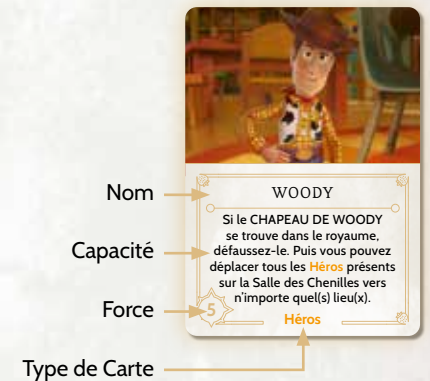 Nom
WOODY
Capacité
Si le CHAPEAU DE WOODY
se trouve dans le royaume,
défaussez-le. Puis vous pouvez
déplacer tous les Héros présents
sur la Salle des Chenilles vers
n'importe quel(s) lieu(x).
Force
5
Héros
Type de Carte